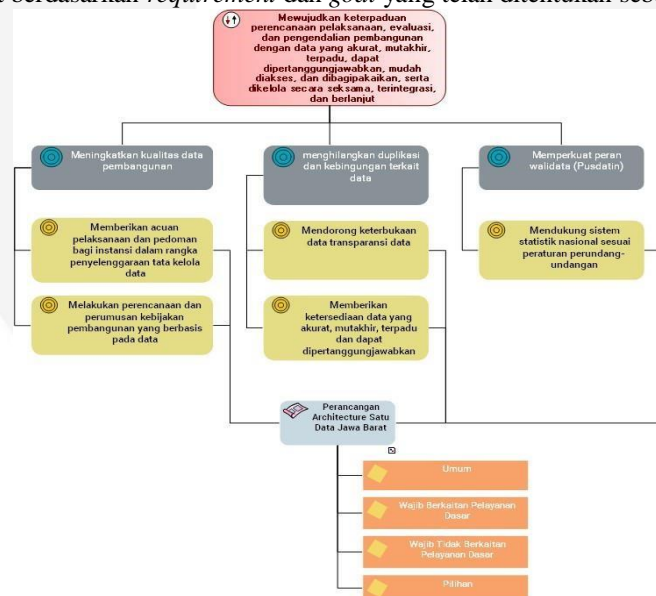 berdasarkan requirement dan goal yang telah ditentukan seb
Mewujudkan keterpaduan
perencanaan pelaksanaan, evaluasi,
dan pengendalian pembangunan
dengan data yang akurat, mutakhir,
terpadu, dapat
dipertanggungjawabkan, mudah
diakses, dan dibagipakaikan, serta
dikelola secara seksama, terintegrasi,
dan berlanjut
Meningkatkan kualitas data
pembangunan
menghilangkan duplikasi
dan kebingungan terkait
data
Memperkuat peran
walidata (Pusdatin)
Memberikan acuan
pelaksanaan dan pedoman
bagi instansi dalam rangka
penyelenggaraan tata kelola
data
Mendorong keterbukaan
data transparansi data
Mendukung sistem
statistik nasional sesuai
peraturan perundang-
undangan
Melakukan perencanaan dan
perumusan kebijakan
pembangunan yang berbasis
pada data
Memberikan
ketersediaan data yang
akurat, mutakhir, terpadu
dan dapat
dipertanggungjawabkan
Perancangan
Architecture Satu
Data Jawa Barat
Umum
Wajib Berkaitan Pelayanan
Dasar
Wajib Tidak Berkaitan
Pelayanan Dasar
Pilihan